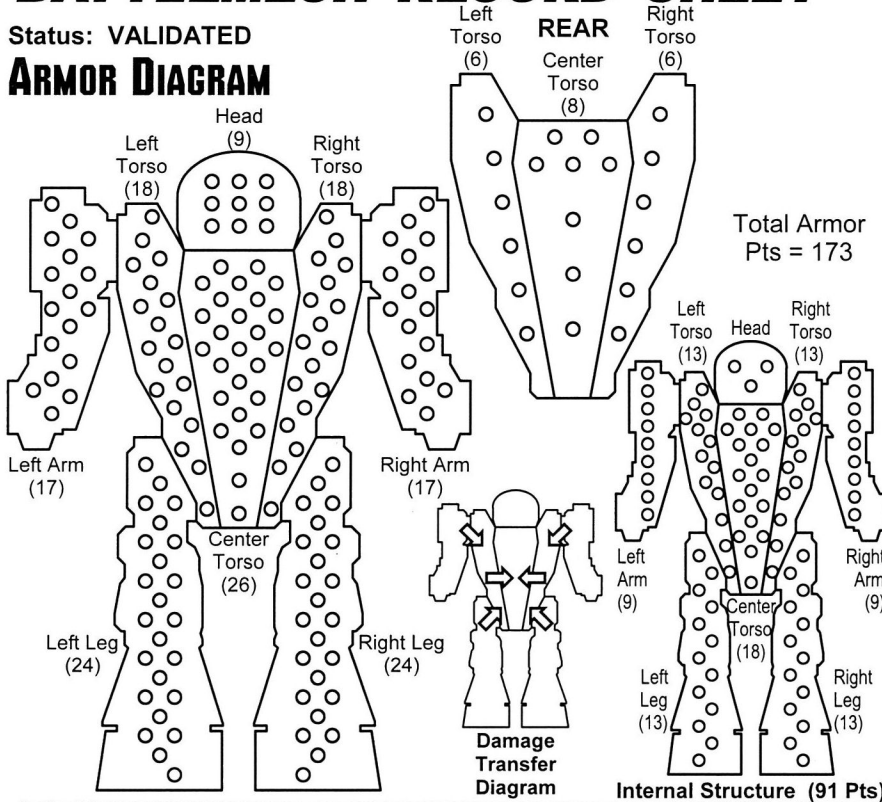 Status: VALIDATED
ARMOR DIAGRAM
Left
Torso
(18)
Head
(9)
Right
Torso
(18)
Left Arm
(17)
Right Arm
(17)
Center
Torso
(26)
Left Leg
(24)
Right Leg
(24)
Left
Torso
(6)
REAR
Center
Torso
(8)
Right
Torso
(6)
Total Armor
Pts = 173
Left
Torso
(13)
Head
Right
Torso
(13)
Left
Arm
(9)
Right
Arm
(9)
Center
Torso
(18)
Left
Leg
(13)
Right
Leg
(13)
Damage
Transfer
Diagram
Internal Structure (91 Pts)